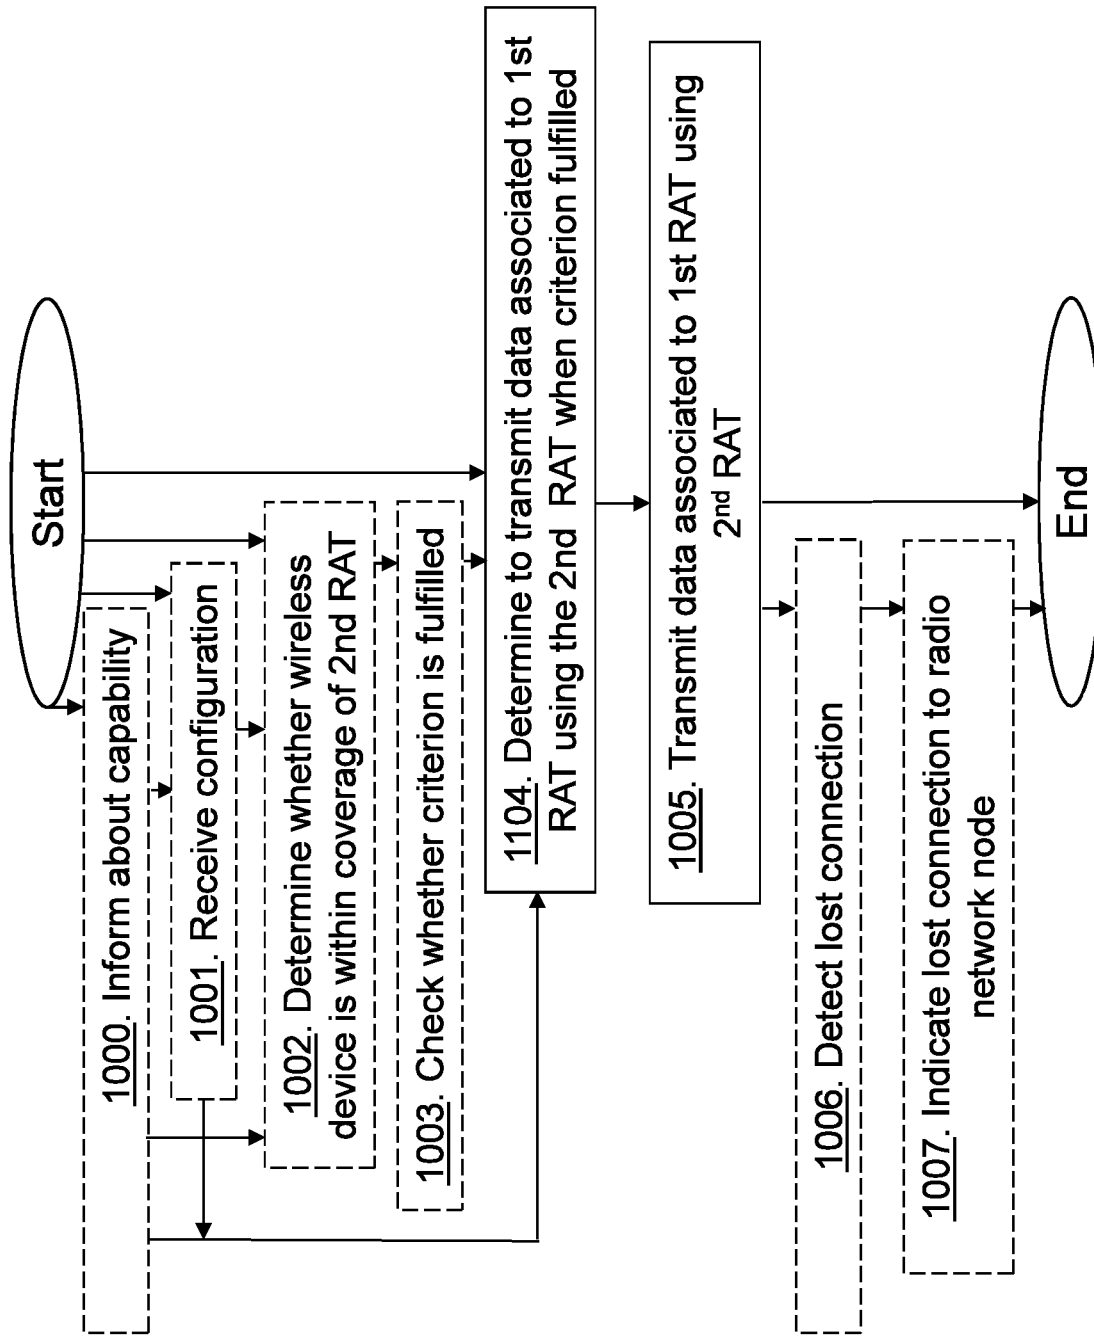 Start
1000. Inform about capability
1001. Receive configuration
1002. Determine whether wireless
device is within coverage of 2nd RAT
1003. Check whether criterion is fulfilled
1104. Determine to transmit data associated to 1st
RAT using the 2nd RAT when criterion fulfilled
1005. Transmit data associated to 1st RAT using
2nd RAT
1006. Detect lost connection
1007. Indicate lost connection to radio
network node
End